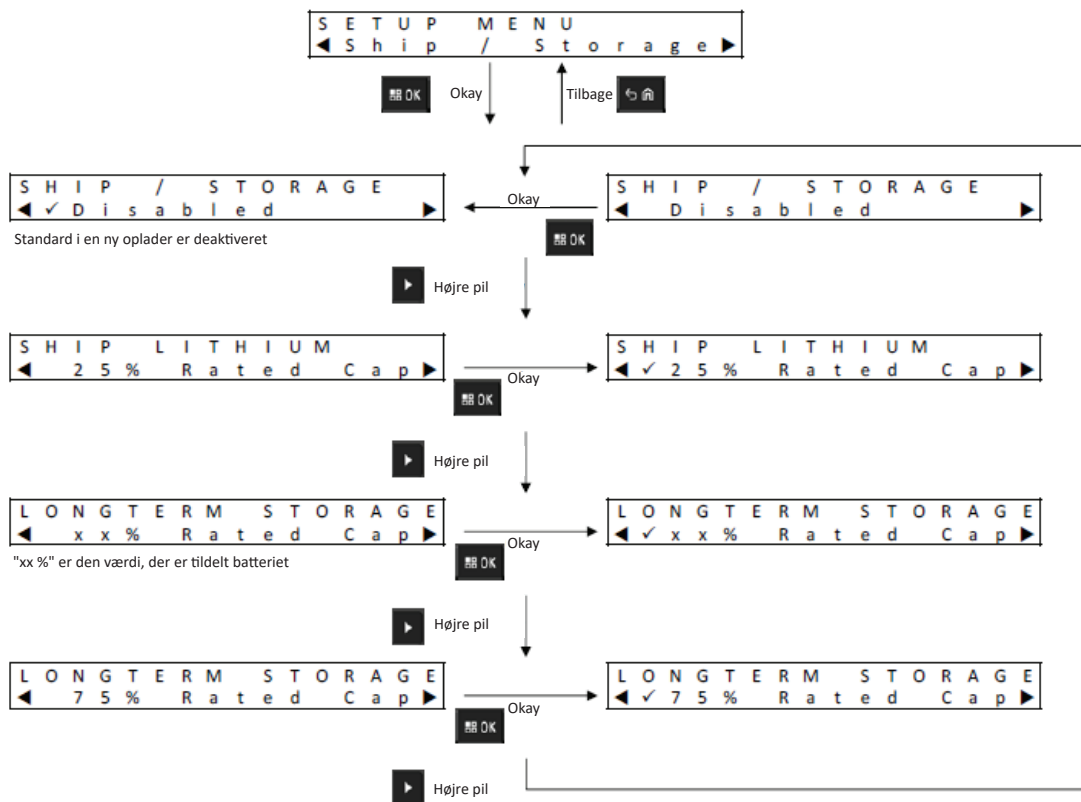 SETUP MENU
◀Ship / Storage▶
OK Okay Tilbage
SHIP / STORAGE
◀✓Disabled ▶
Okay
SHIP / STORAGE
◀ Disabled ▶
Standard i en ny oplader er deaktiveret
OK
Højre pil
SHIP LITHIUM
◀ 25% Rated Cap▶
Okay
OK
SHIP LITHIUM
◀✓25% Rated Cap▶
Højre pil
LONGTERM STORAGE
◀ xx% Rated Cap▶
Okay
OK
LONGTERM STORAGE
◀✓xx% Rated Cap▶
"xx %" er den værdi, der er tildelt batteriet
Højre pil
LONGTERM STORAGE
◀ 75% Rated Cap▶
Okay
OK
LONGTERM STORAGE
◀✓75% Rated Cap▶
Højre pil